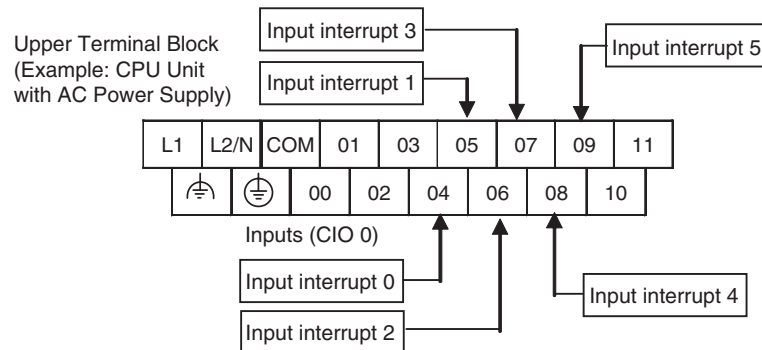 Input interrupt 3
Input interrupt 5
Upper Terminal Block
(Example: CPU Unit
with AC Power Supply)
Input interrupt 1
L1 L2/N COM 01 03 05 07 09 11
00 02 04 06 08 10
Inputs (CIO 0)
Input interrupt 0
Input interrupt 4
Input interrupt 2